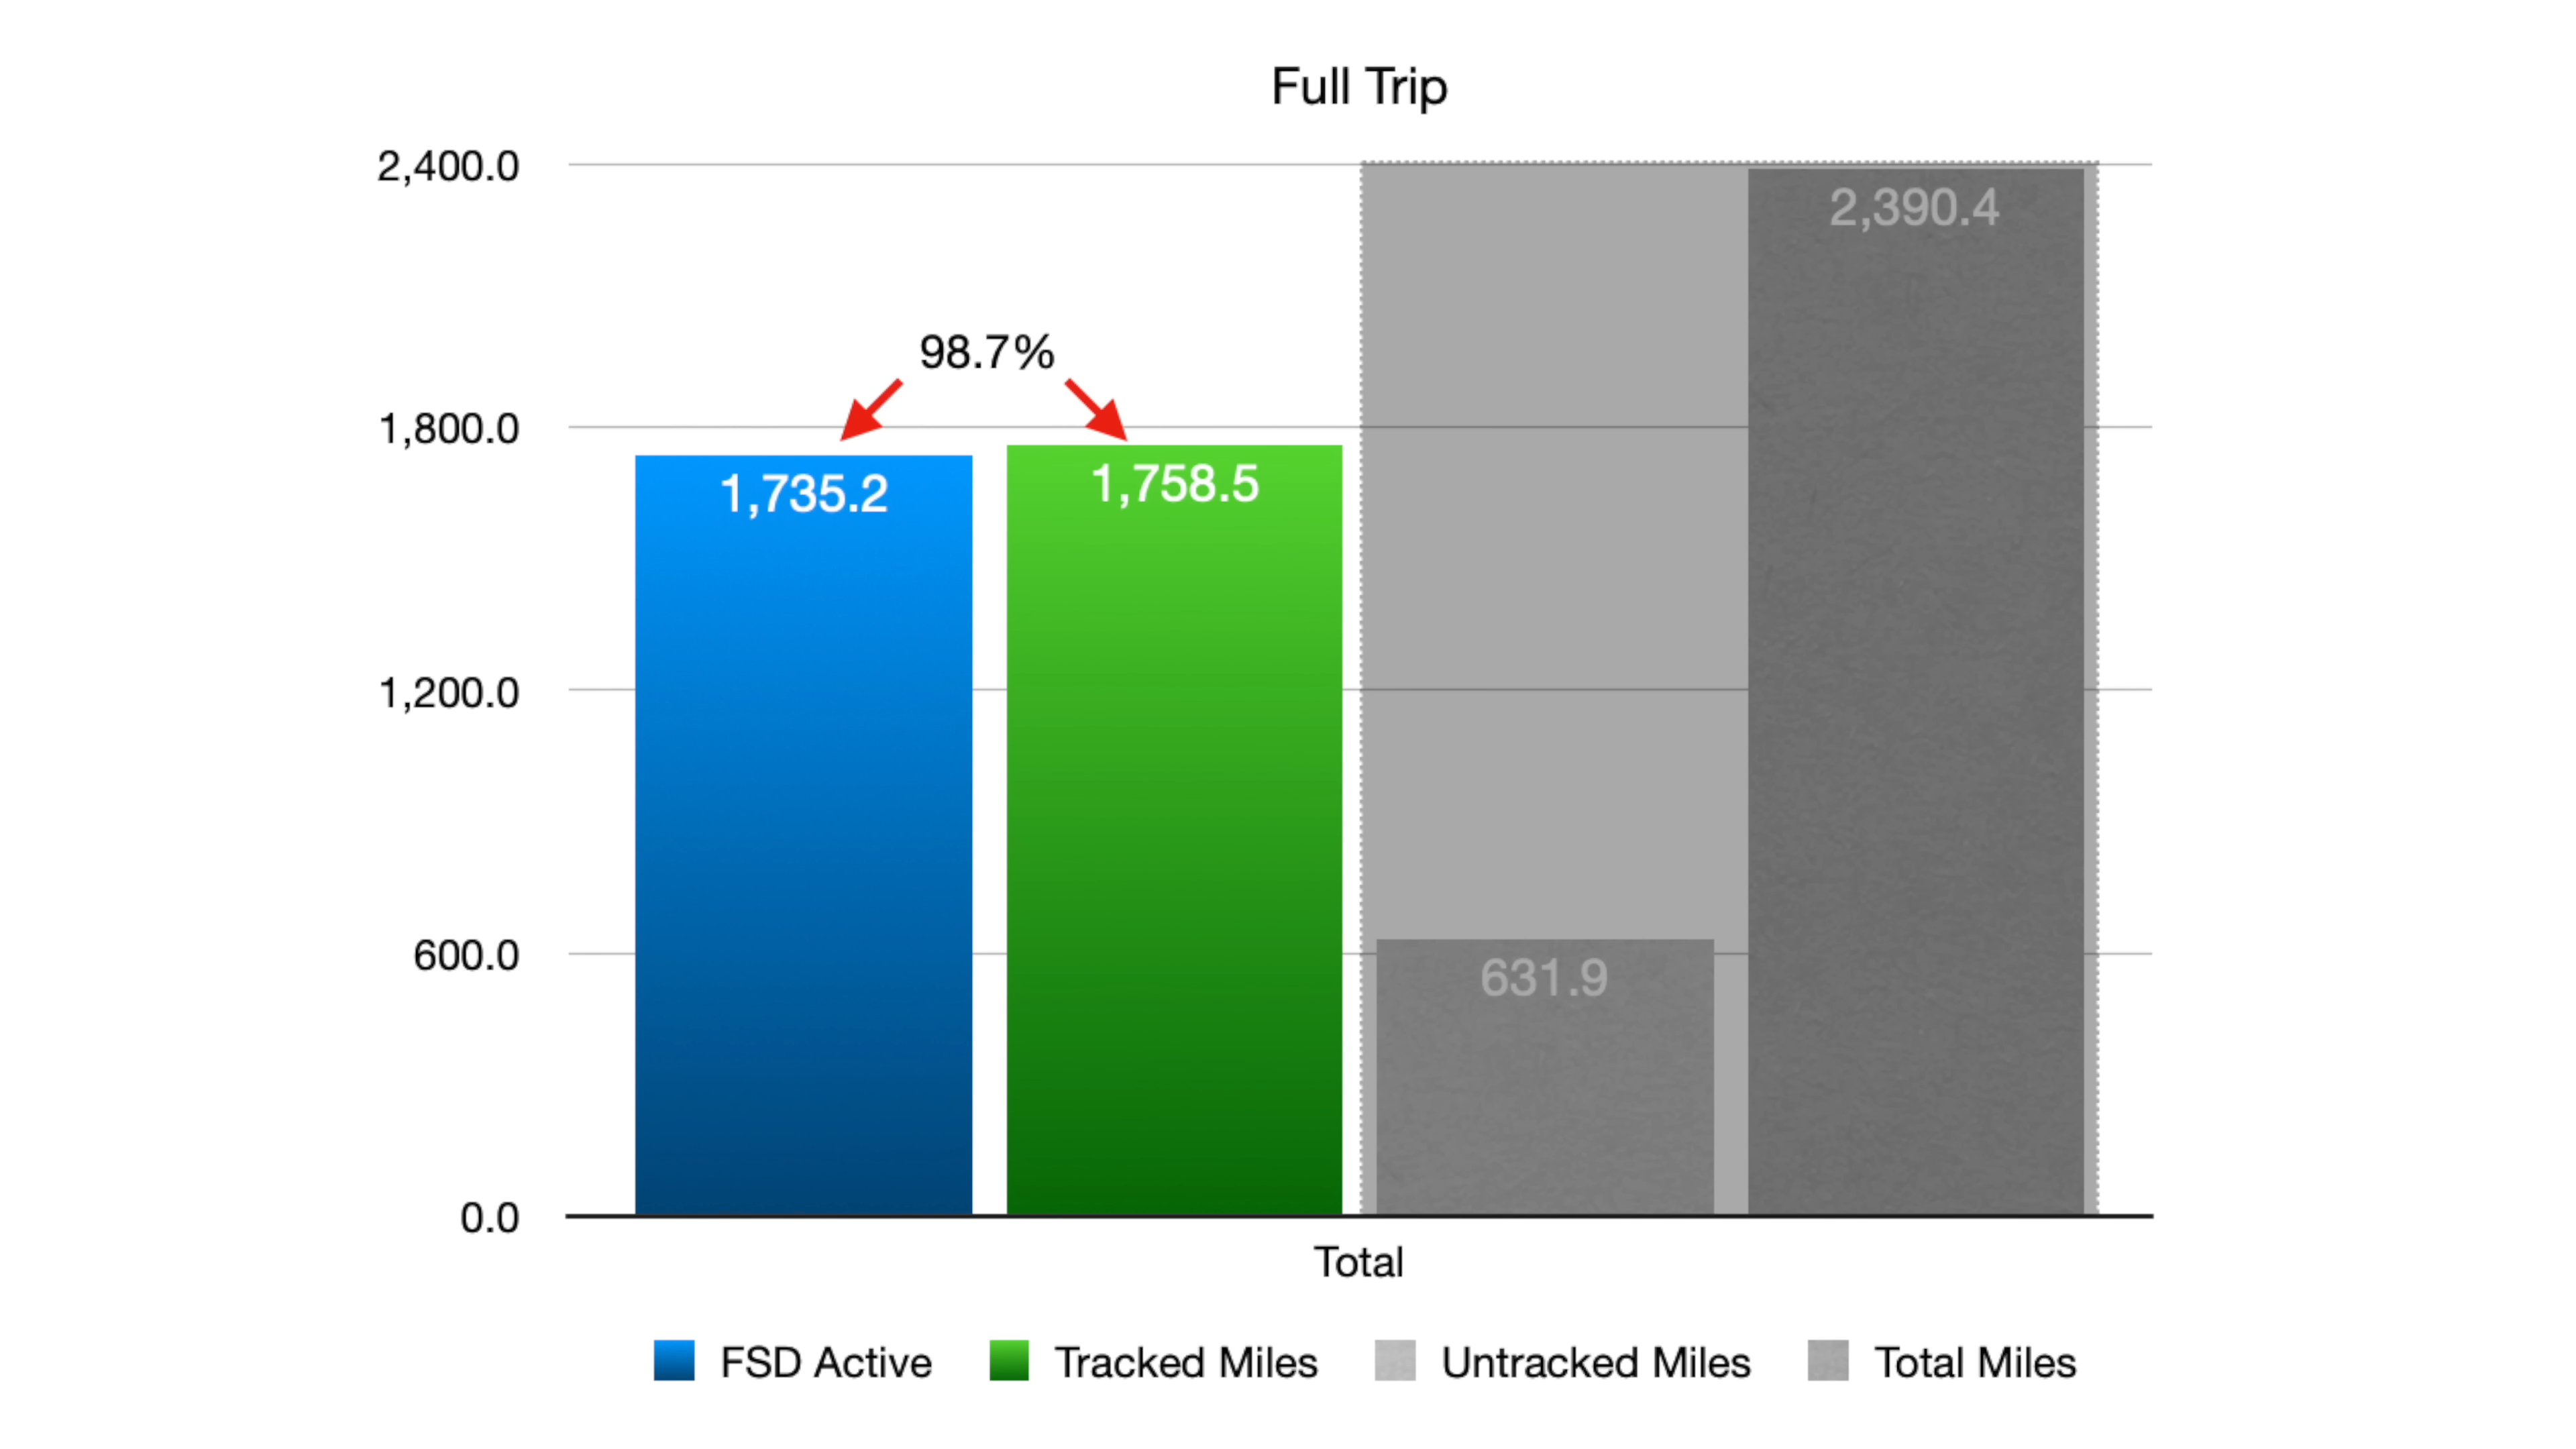 Full Trip
2,400.0
2,390.4
98.7%
1,800.0
1,735.2
1,758.5
1,200.0
600.0
631.9
0.0
Total
FSD Active
Tracked Miles
Untracked Miles
Total Miles